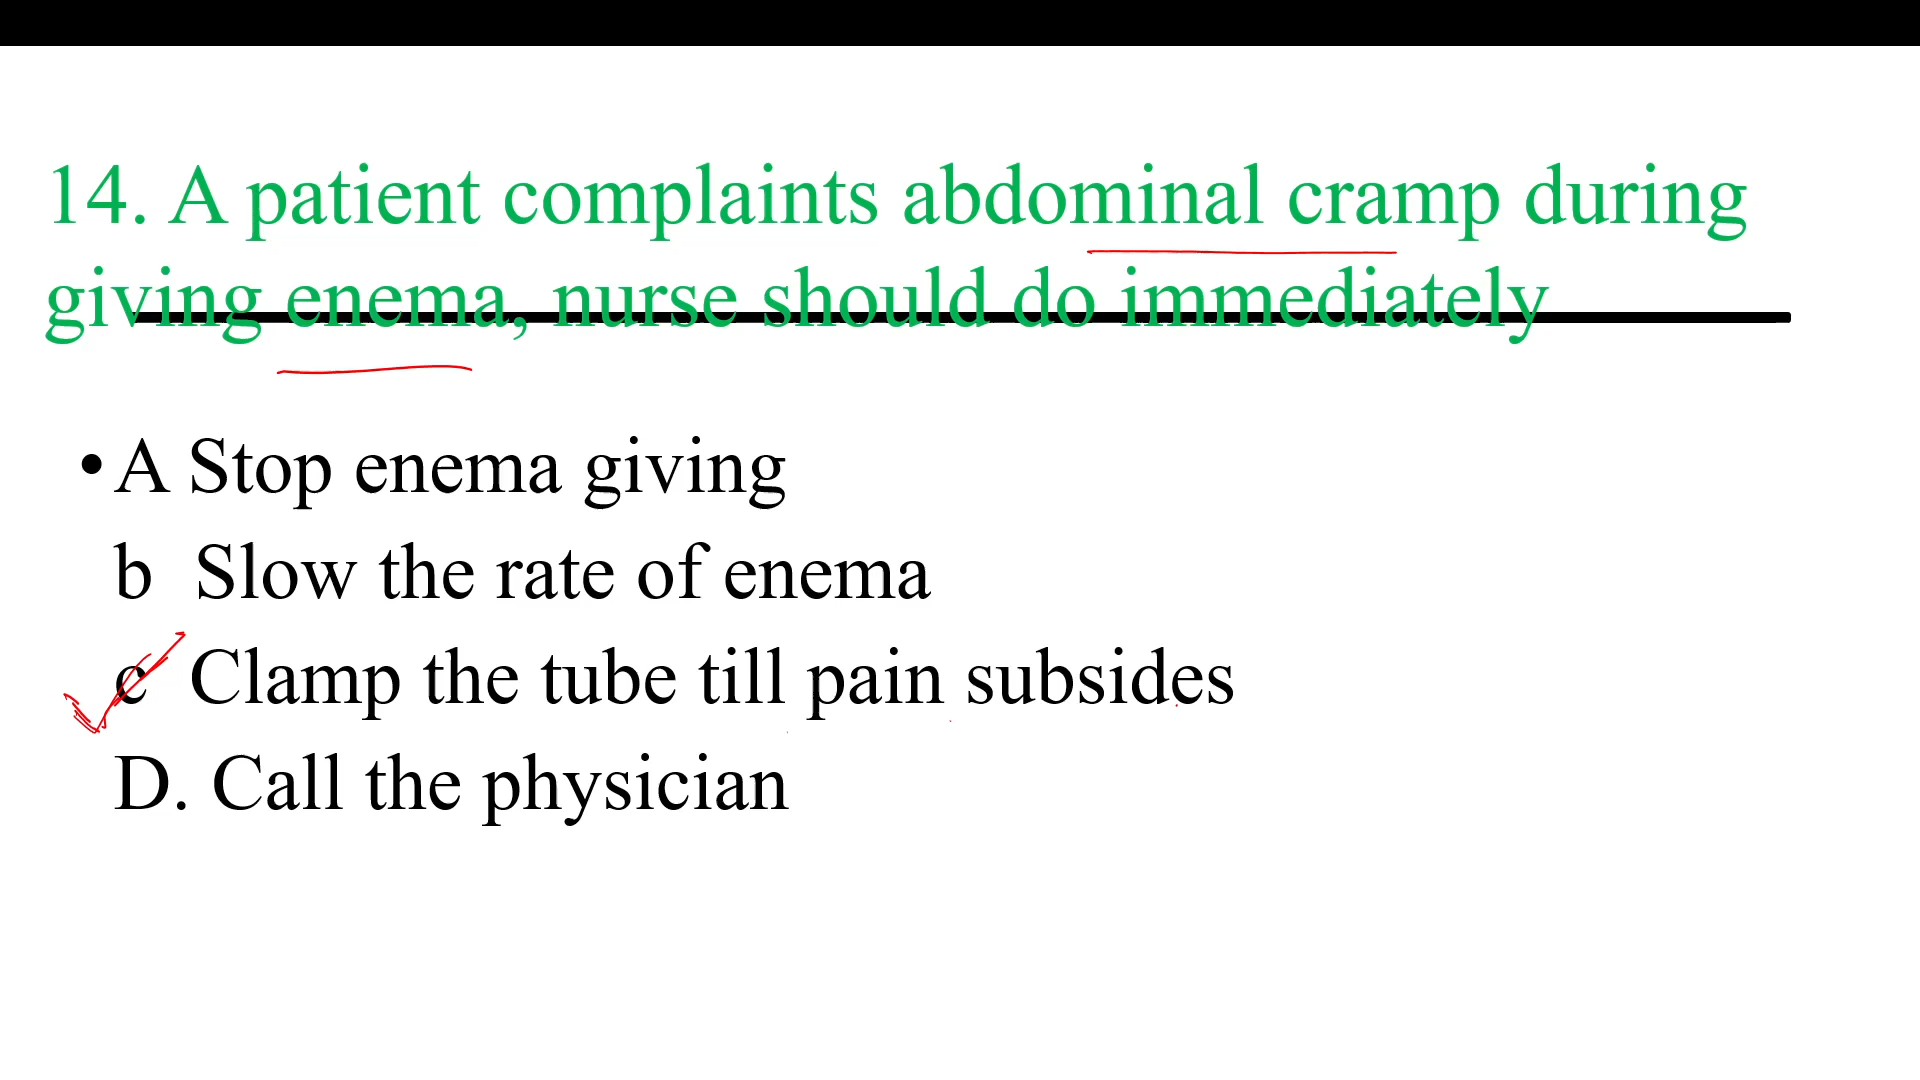 14. A patient complaints abdominal cramp during
giving enema, nurse should do immediately
•A Stop enema giving
b Slow the rate of enema
c Clamp the tube till pain subsides
D. Call the physician